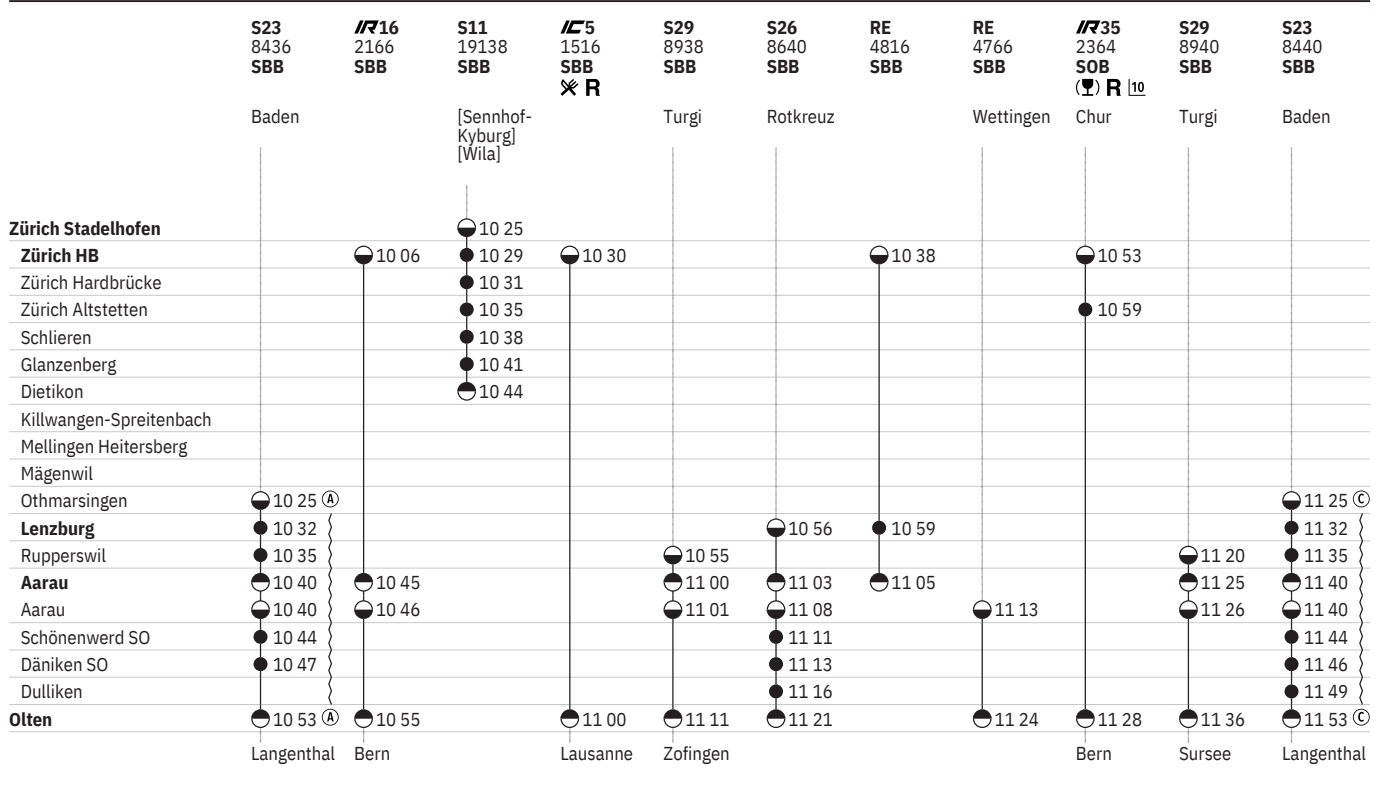 S23 IR16 S11 IC5 S29 S26 RE RE IR35 S29 S23
8436 2166 19138 1516 8938 8640 4816 4766 2364 8940 8440
SBB SBB SBB SBB SBB SBB SBB SBB SOB SBB SBB
R R 10
Baden [Sennhof- Turgi Rotkreuz Wettingen Chur Turgi Baden
Kyburg]
[Wila]
Zürich Stadelhofen 10 25
Zürich HB 10 06 10 29 10 30 10 38 10 53
Zürich Hardbrücke 10 31
Zürich Altstetten 10 35 10 59
Schlieren 10 38
Glanzenberg 10 41
Dietikon 10 44
Killwangen-Spreitenbach
Mellingen Heitersberg
Mägenwil
Othmarsingen 10 25 Ⓐ 11 25 Ⓒ
Lenzburg 10 32 10 56 10 59 11 32
Rupperswil 10 35 10 55 11 20 11 35
Aarau 10 40 10 45 11 00 11 03 11 05 11 25 11 40
Aarau 10 40 10 46 11 01 11 08 11 13 11 26 11 40
Schönenwerd SO 10 44 11 11 11 44
Däniken SO 10 47 11 13 11 46
Dulliken 11 16 11 49
Olten 10 53 Ⓐ 10 55 11 00 11 11 11 21 11 24 11 28 11 36 11 53 Ⓒ
Langenthal Bern Lausanne Zofingen Bern Sursee Langenthal